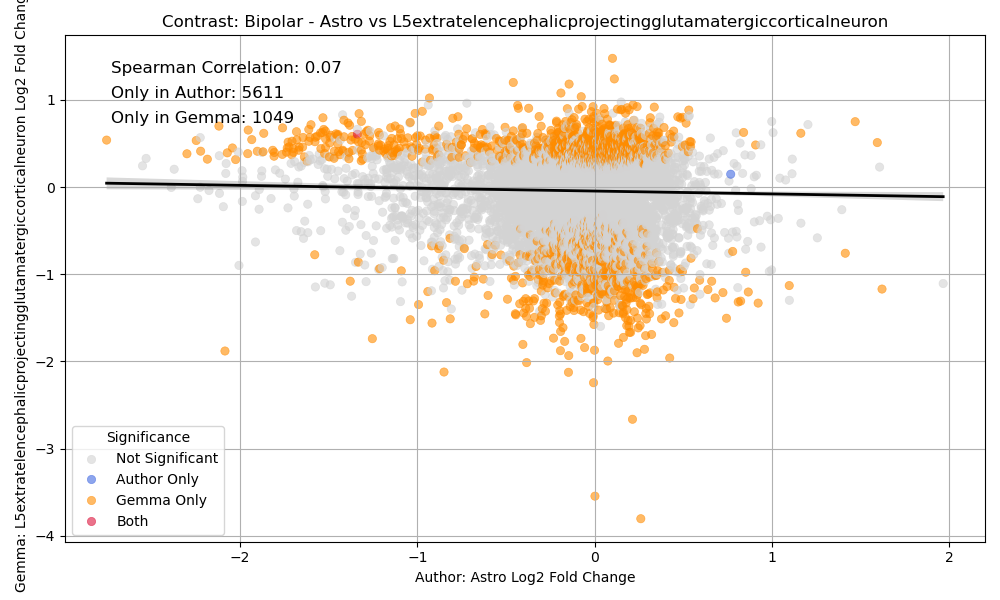 Contrast: Bipolar - Astro vs L5extratelencephalicprojectingglutamatergiccorticalneuron
Spearman Correlation: 0.07
Only in Author: 5611
Only in Gemma: 1049
Gemma: L5extratelencephalicprojectingglutamatergiccorticalneuron Log2 Fold
1
0
−1
−2
−3
−4
Significance
Not Significant
Author Only
Gemma Only
Both
−2
−1
0
1
2
Author: Astro Log2 Fold Change